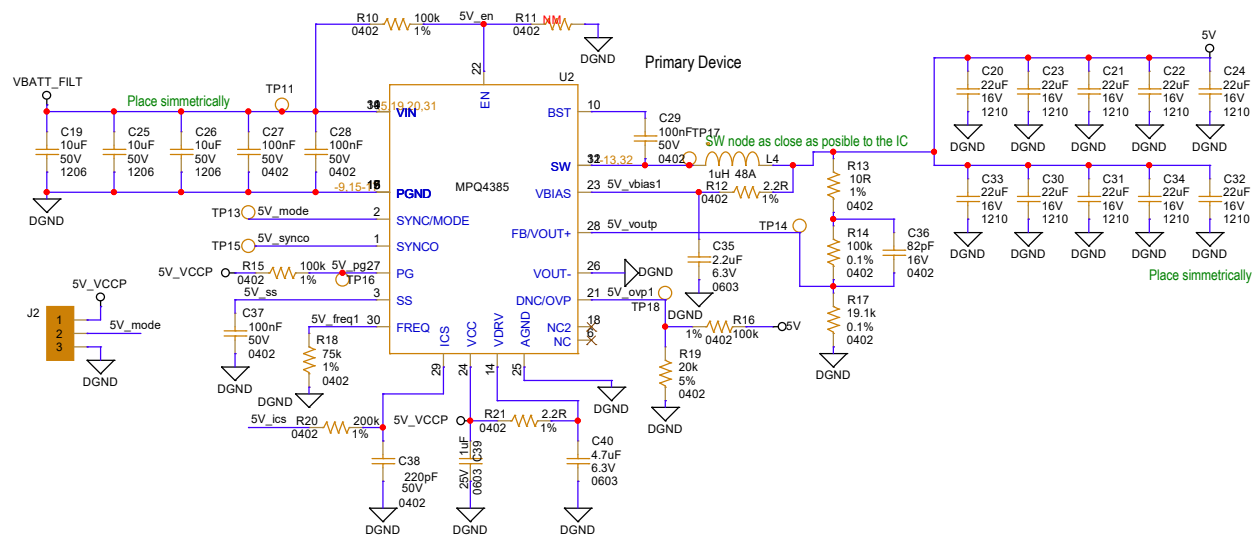 R10
100k
0402
1%
5V_en
R11
NM
0402
DGND
VBATT_FILT
Place simmetrically
TP11
22
U2
Primary Device
C19
10uF
50V
1206
C25
10uF
50V
1206
C26
10uF
50V
1206
C27
100nF
50V
0402
C28
100nF
50V
0402
DGND
EN
VIN
PGND
MPQ4385
SYNC/MODE
SYNCO
PG
SS
FREQ
ICS
VCC
VDRV
AGND
BST
SW
VBIAS
FB/VOUT+
VOUT-
DNC/OVP
NC2
NC
10
23
28
26
21
18
6
2
1
27
3
30
29
24
14
25
C29
100nF
50V
0402
TP17
SW node as close as posible to the IC
L4
1uH 48A
5V_vbias1
R12
2.2R
0402
1%
5V_voutp
TP14
C35
2.2uF
6.3V
0603
DGND
DGND
5V_ovp1
TP18
R16
1%
0402
100k
5V
R19
20k
5%
0402
DGND
R13
10R
1%
0402
R14
100k
0.1%
0402
C36
82pF
16V
0402
R17
19.1k
0.1%
0402
DGND
5V
C20
22uF
16V
1210
DGND
C23
22uF
16V
1210
DGND
C21
22uF
16V
1210
DGND
C22
22uF
16V
1210
DGND
C24
22uF
16V
1210
DGND
C33
22uF
16V
1210
DGND
C30
22uF
16V
1210
DGND
C31
22uF
16V
1210
DGND
C34
22uF
16V
1210
DGND
C32
22uF
16V
1210
DGND
Place simmetrically
TP13
5V_mode
TP15
5V_synco
5V_VCCP
R15
100k
0402
1%
5V_pg
TP16
5V_ss
C37
100nF
50V
0402
DGND
5V_freq1
R18
75k
1%
0402
DGND
J2
1
2
3
5V_VCCP
5V_mode
DGND
5V_ics
R20
200k
0402
1%
C38
220pF
50V
0402
DGND
5V_VCCP
R21
2.2R
0402
1%
C39
1uF
25V
0603
DGND
C40
4.7uF
6.3V
0603
DGND
DGND